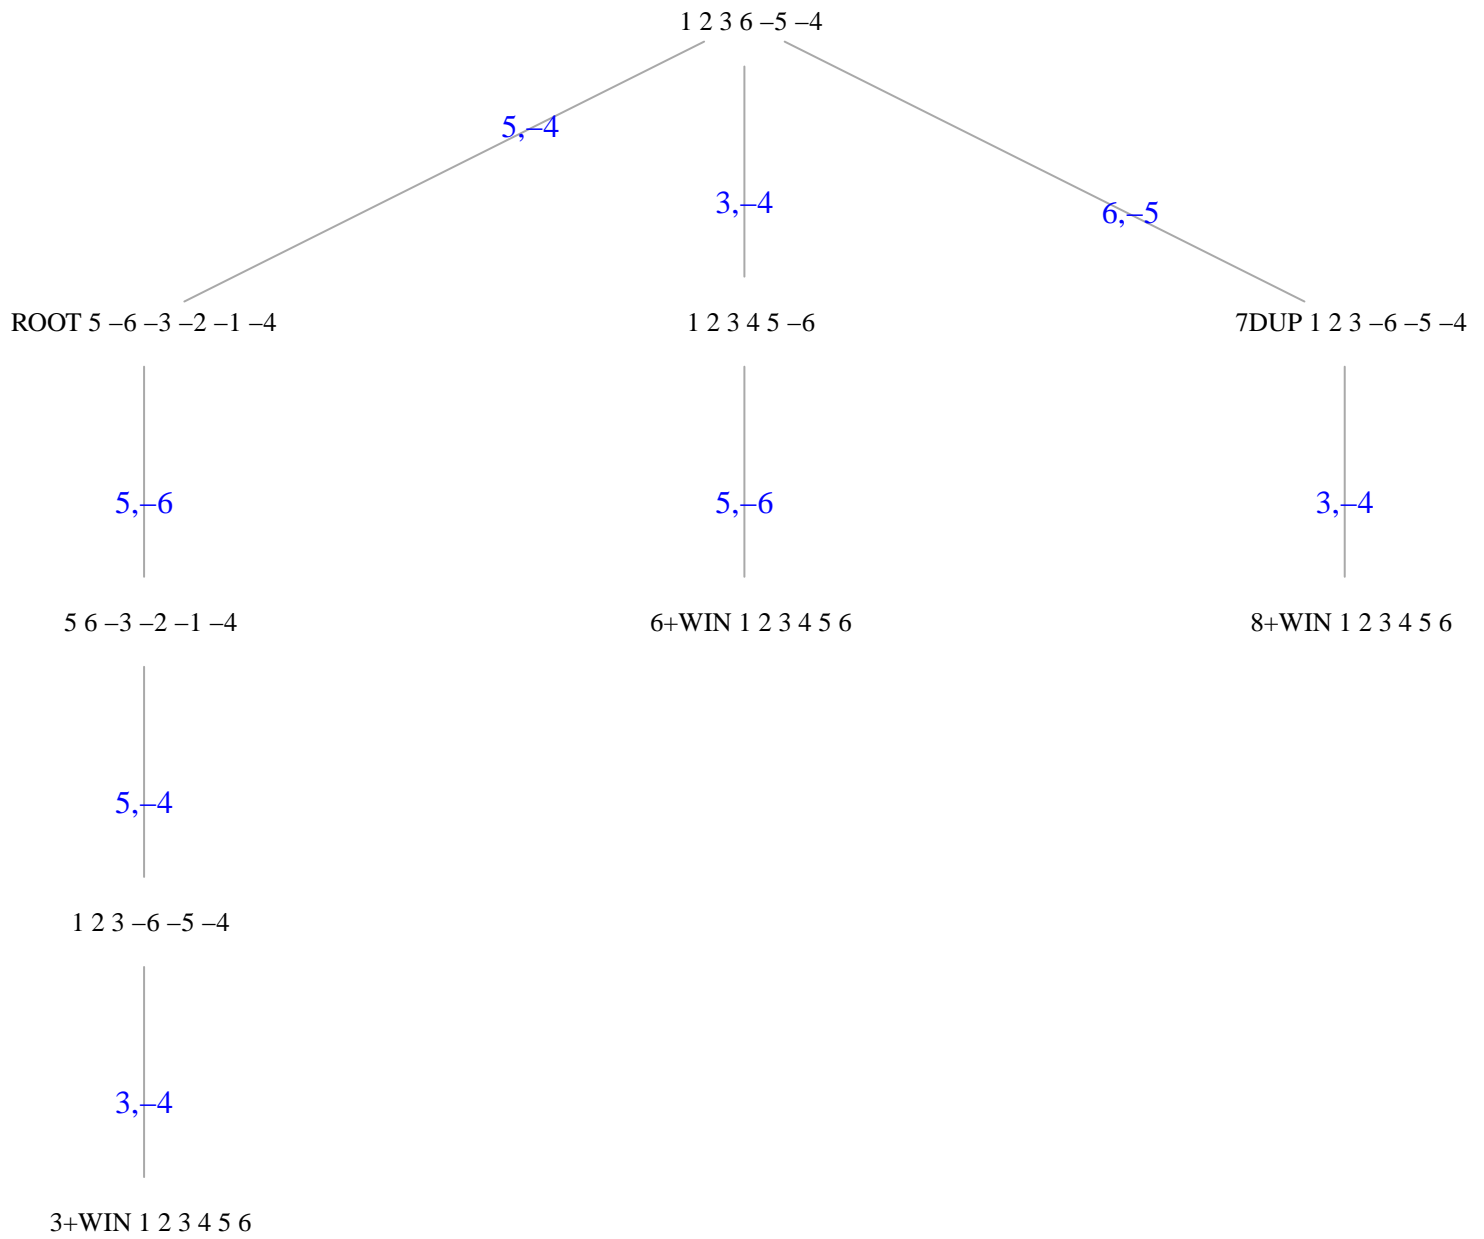 1 2 3 6 –5 –4
5,–4
3,–4
6,–5
ROOT 5 –6 –3 –2 –1 –4
1 2 3 4 5 –6
7DUP 1 2 3 –6 –5 –4
5,–6
5,–6
3,–4
5 6 –3 –2 –1 –4
6+WIN 1 2 3 4 5 6
8+WIN 1 2 3 4 5 6
5,–4
1 2 3 –6 –5 –4
3,–4
3+WIN 1 2 3 4 5 6